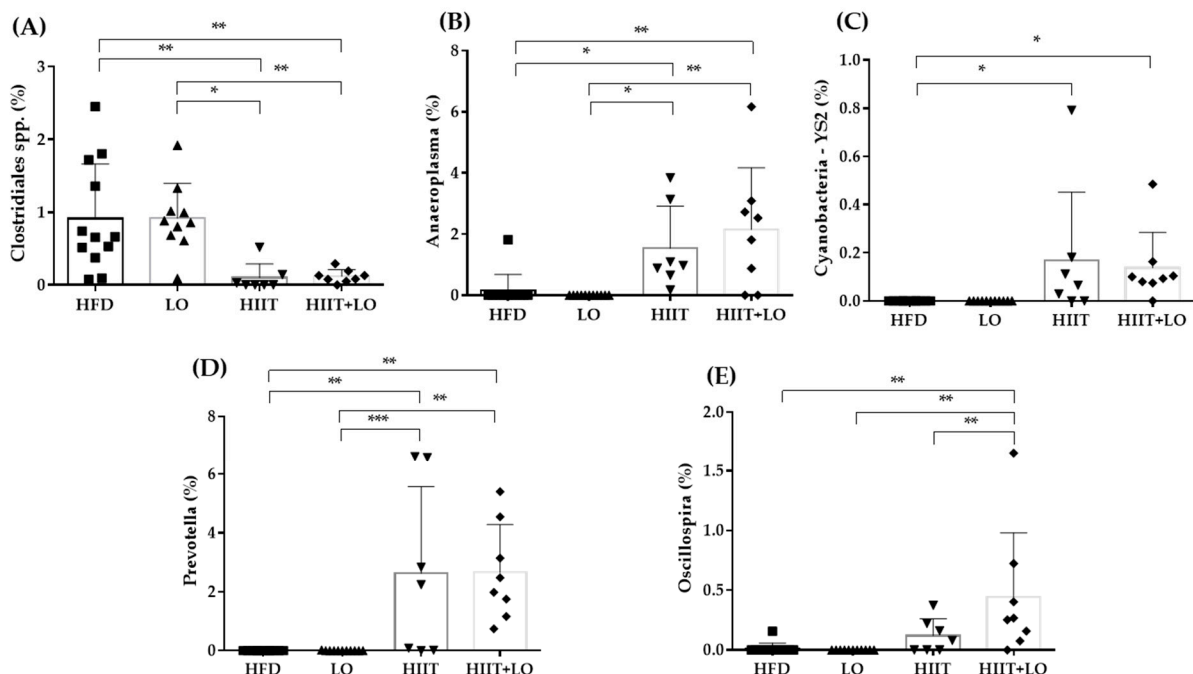 (A)
**
**
**
*
Clostridiales spp. (%)
3
2
1
0
HFD LO HIIT HIIT+LO
(B)
**
*
**
*
Anaeroplasma (%)
8
6
4
2
0
HFD LO HIIT HIIT+LO
(C)
*
*
Cyanobacteria - YS2 (%)
1.0
0.8
0.6
0.4
0.2
0.0
HFD LO HIIT HIIT+LO
(D)
**
**
**
***
Prevotella (%)
8
6
4
2
0
HFD LO HIIT HIIT+LO
(E)
**
**
**
Oscillospira (%)
2.0
1.5
1.0
0.5
0.0
HFD LO HIIT HIIT+LO